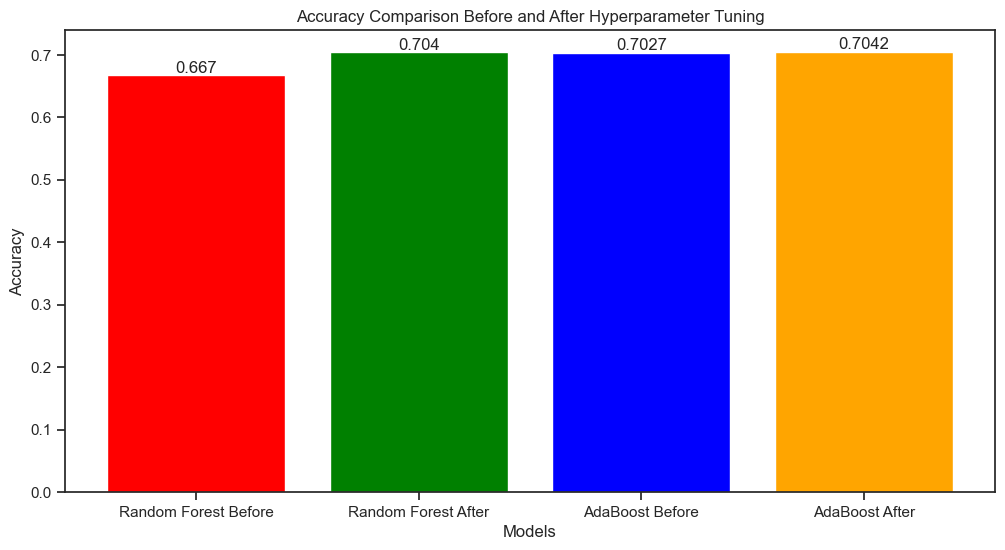 Accuracy Comparison Before and After Hyperparameter Tuning
0.667
0.704
0.7027
0.7042
Accuracy
0.7
0.6
0.5
0.4
0.3
0.2
0.1
0.0
Random Forest Before
Random Forest After
AdaBoost Before
AdaBoost After
Models